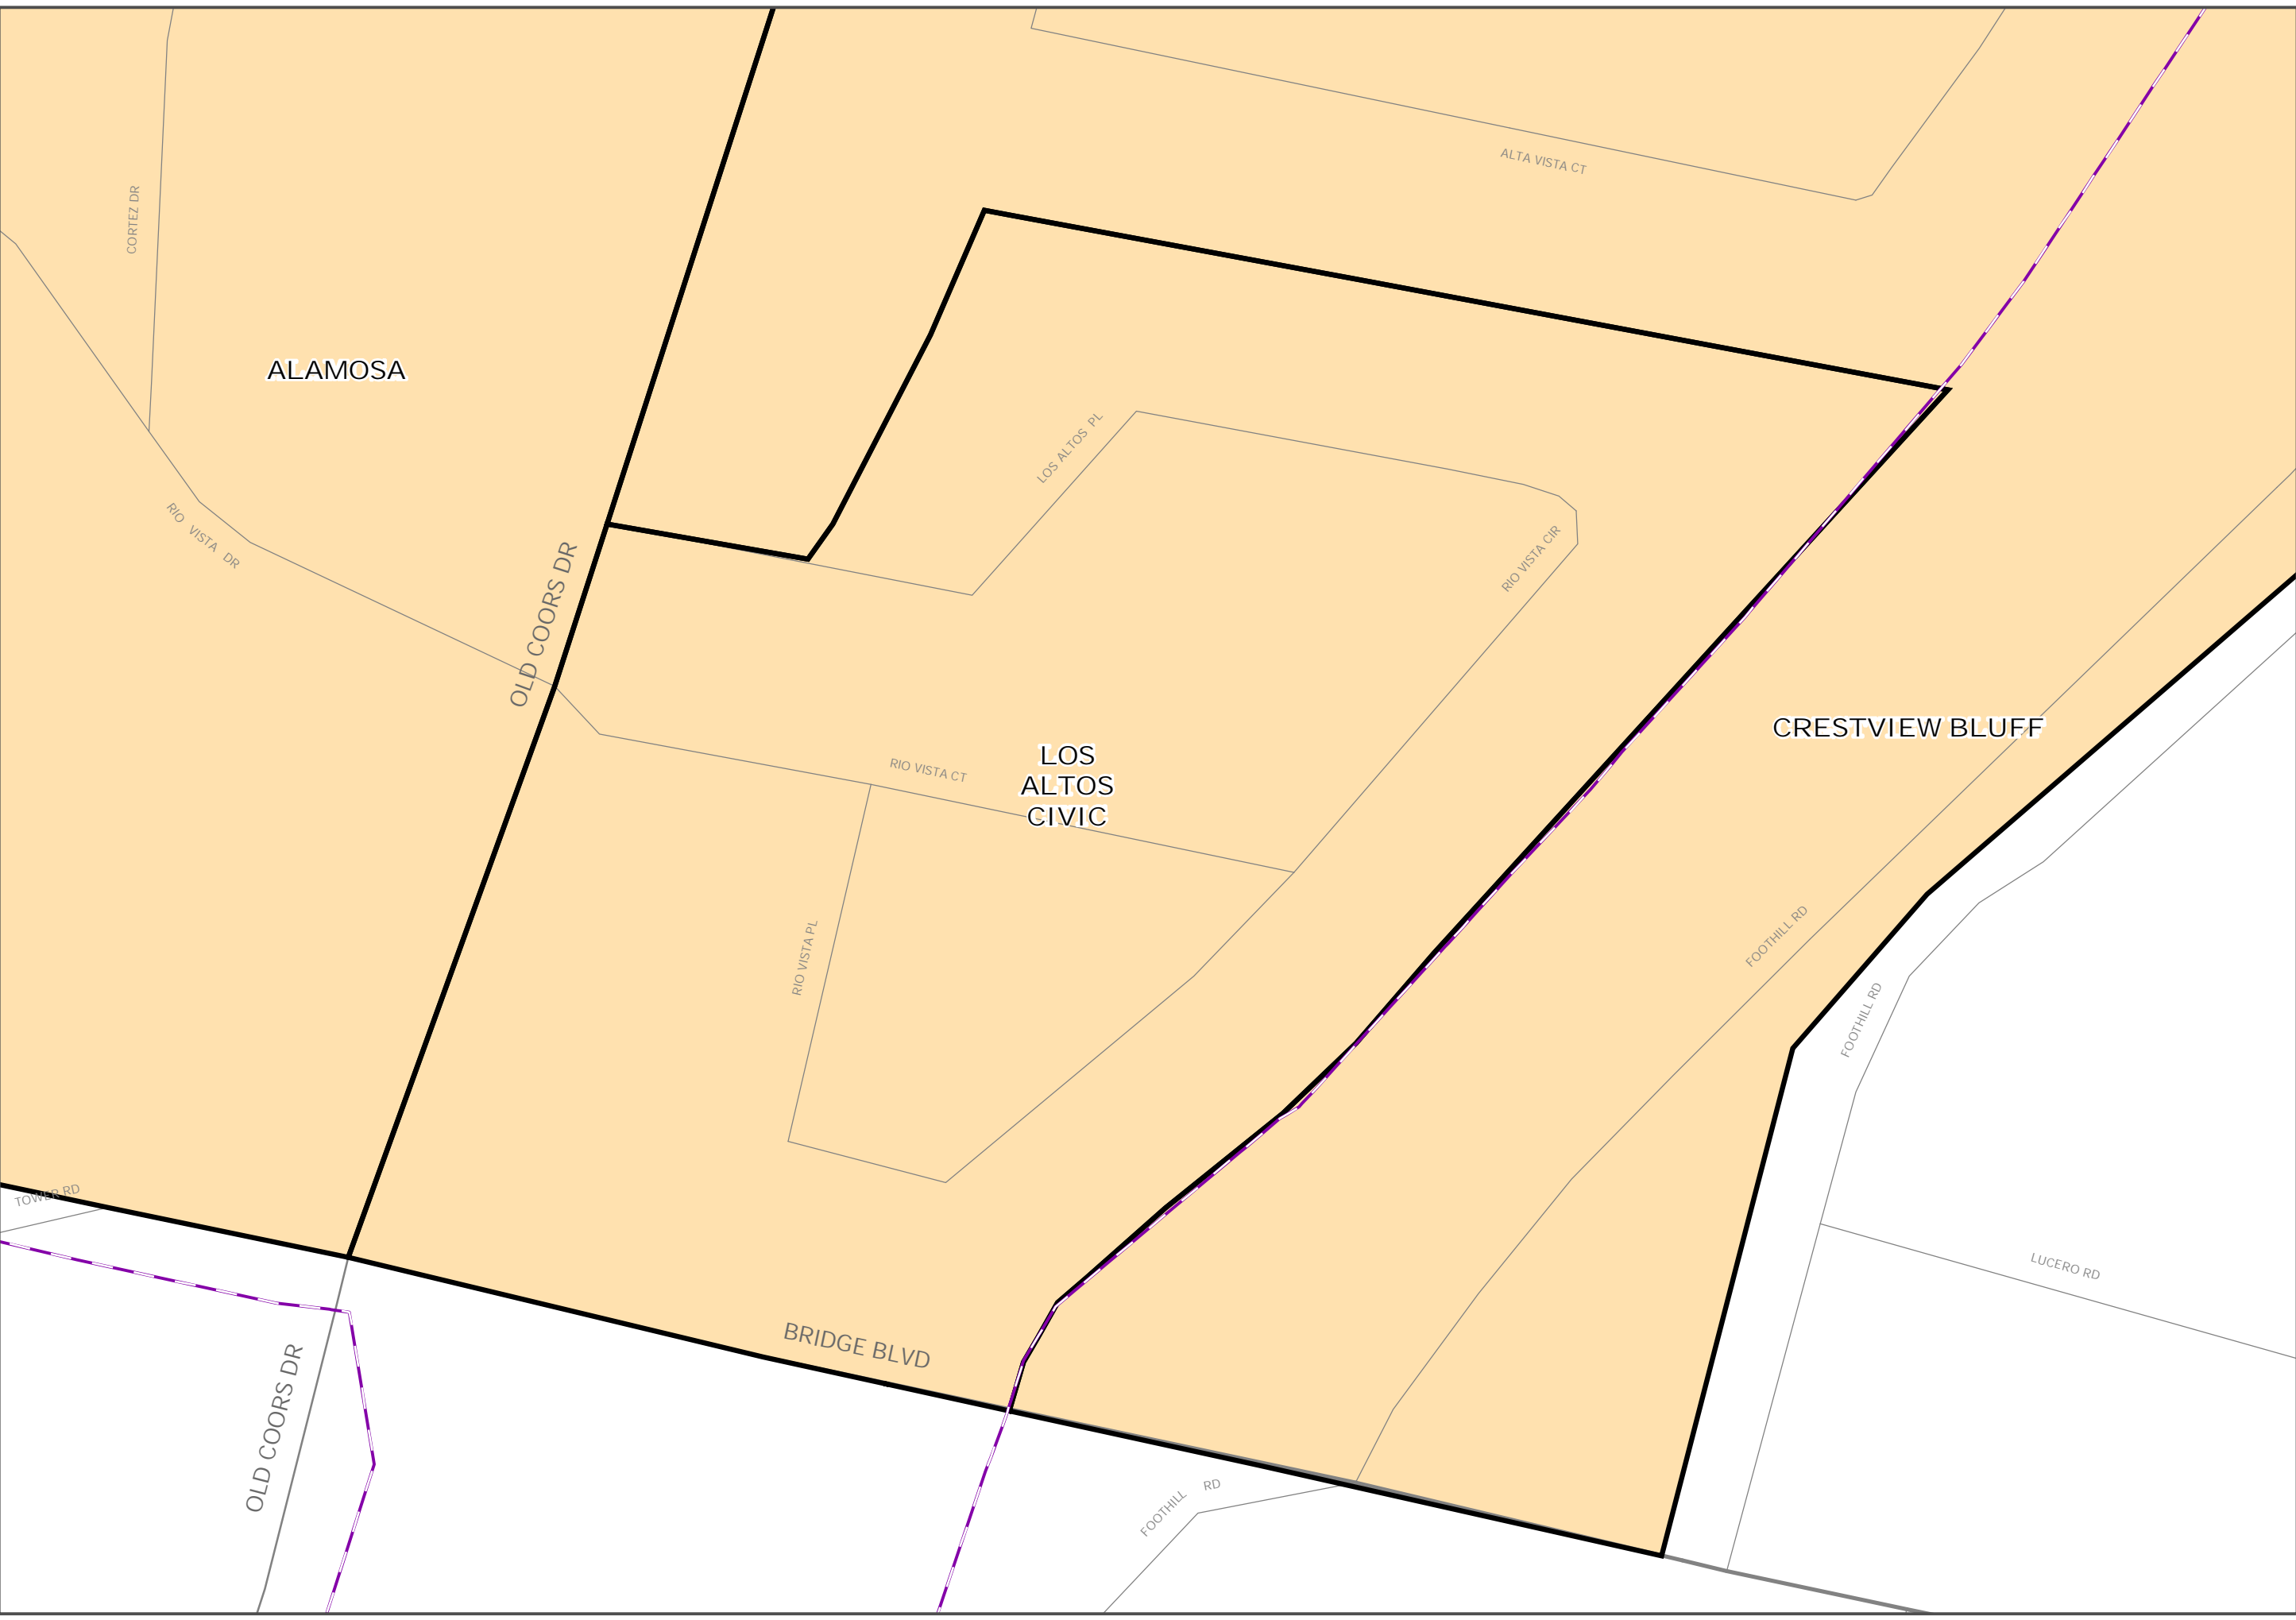 ALTA VISTA CT
CORTEZ DR
ALAMOSA
LOS ALTOS PL
RIO VISTA DR
OLD COORS DR
RIO VISTA CIR
CRESTVIEW BLUFF
LOS
ALTOS
CIVIC
RIO VISTA CT
RIO VISTA PL
FOOTHILL RD
FOOTHILL RD
TOWER RD
LUCERO RD
BRIDGE BLVD
OLD COORS DR
FOOTHILL RD